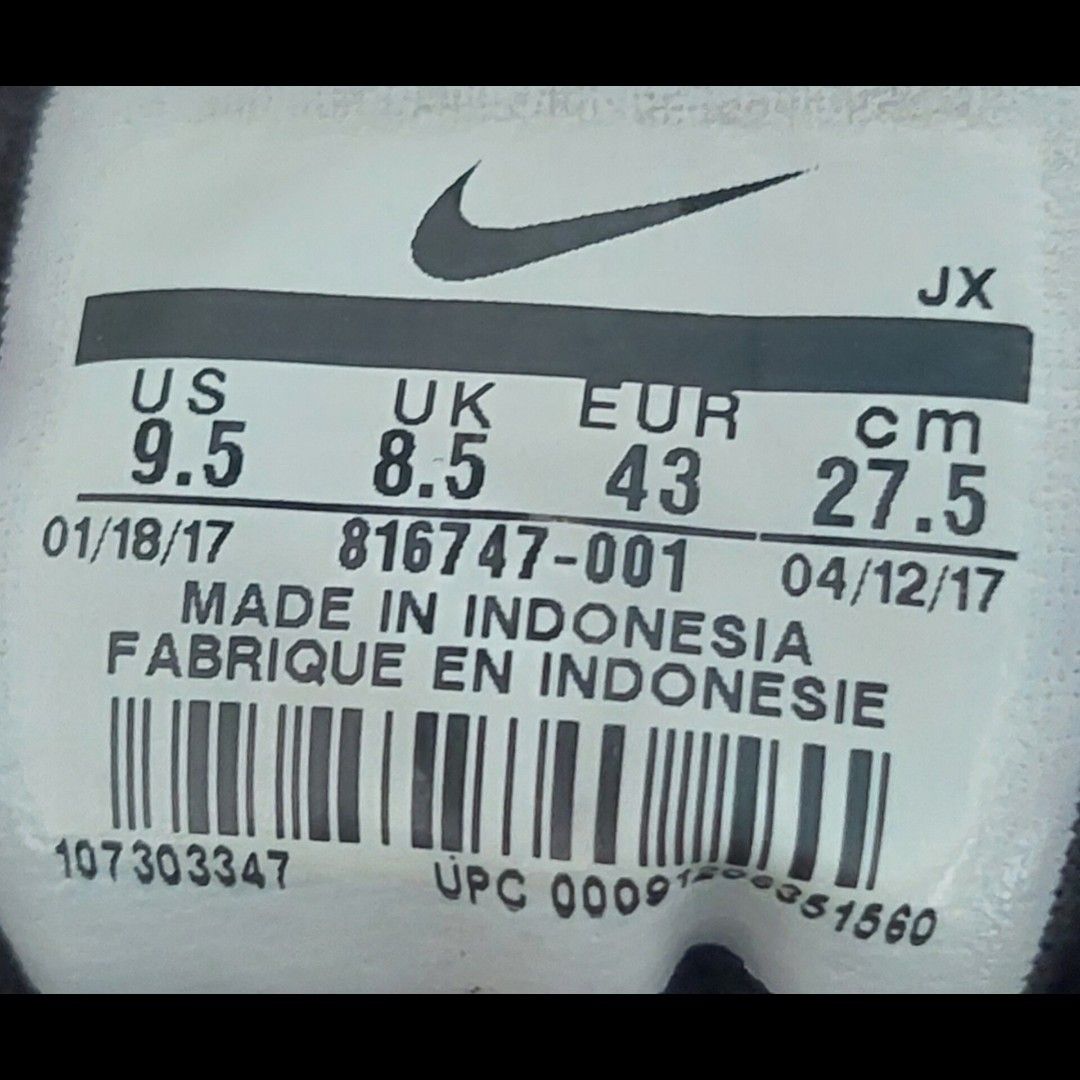 JX
US UK EUR cm
9.5 8.5 43 27.5
01/18/17 816747-001 04/12/17
MADE IN INDONESIA
FABRIQUE EN INDONESIE
107303347 UPC